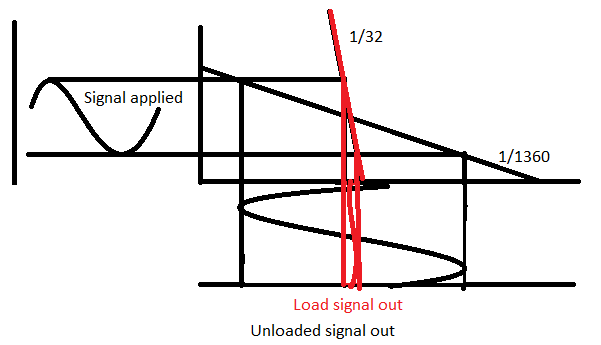 1/32
Signal applied
1/1360
Load signal out
Unloaded signal out